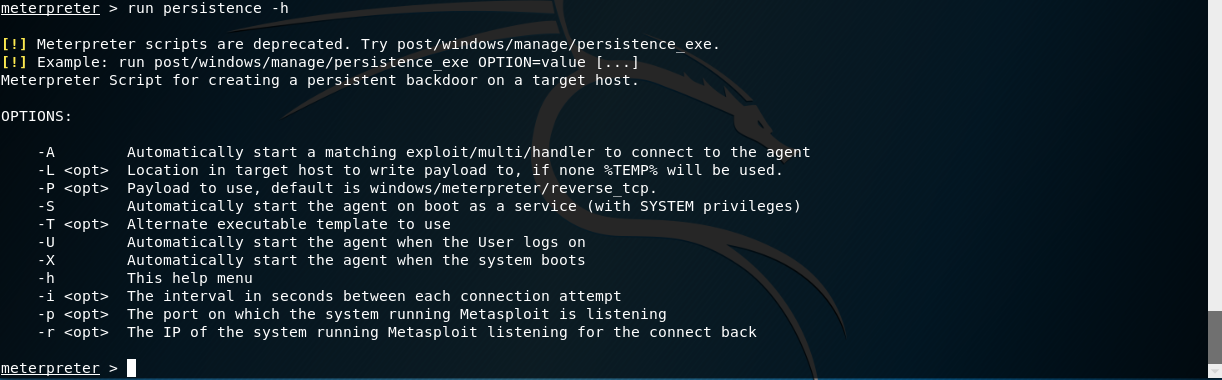 meterpreter > run persistence -h
[!] Meterpreter scripts are deprecated. Try post/windows/manage/persistence_exe.
[!] Example: run post/windows/manage/persistence_exe OPTION=value [...]
Meterpreter Script for creating a persistent backdoor on a target host.
OPTIONS:
-A        Automatically start a matching exploit/multi/handler to connect to the agent
-L <opt>  Location in target host to write payload to, if none %TEMP% will be used.
-P <opt>  Payload to use, default is windows/meterpreter/reverse_tcp.
-S        Automatically start the agent on boot as a service (with SYSTEM privileges)
-T <opt>  Alternate executable template to use
-U        Automatically start the agent when the User logs on
-X        Automatically start the agent when the system boots
-h        This help menu
-i <opt>  The interval in seconds between each connection attempt
-p <opt>  The port on which the system running Metasploit is listening
-r <opt>  The IP of the system running Metasploit listening for the connect back
meterpreter >